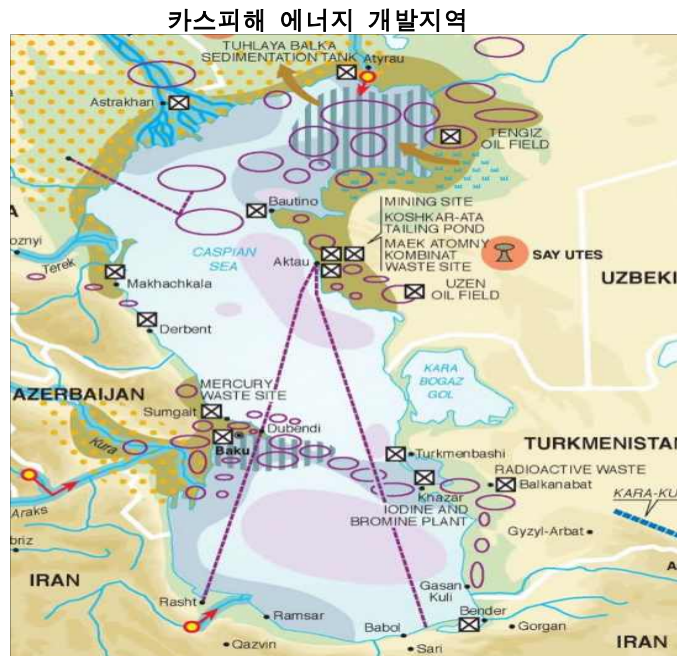 카스피해 에너지 개발지역
TUHLAYA BALKA
SEDIMENTATION TANK
Atyrau
Astrakhan
TENGIZ
OIL FIELD
Bautino
MINING SITE
KOSHKAR-ATA
TAILING POND
MAEK ATOMNY
KOMBINAT
WASTE SITE
SAY UTES
CASPIAN
SEA
Aktau
oznyi
Terek
Makhachkala
UZEN
OIL FIELD
UZBEKI
Derbent
KARA
BOGAZ
GOL
AZERBAIJAN
MERCURY
WASTE SITE
Sumgait
Dubendi
Kura
Baku
Turkmenbashi
TURKMENISTAN
RADIOACTIVE WASTE
Balkanabat
Khazar
IODINE AND
BROMINE PLANT
KARA-KU
Araks
briz
Gyzyl-Arbat
IRAN
Gasan
Kuli
Rasht
Ramsar
Bender
Gorgan
Babol
Qazvin
Sari
IRAN